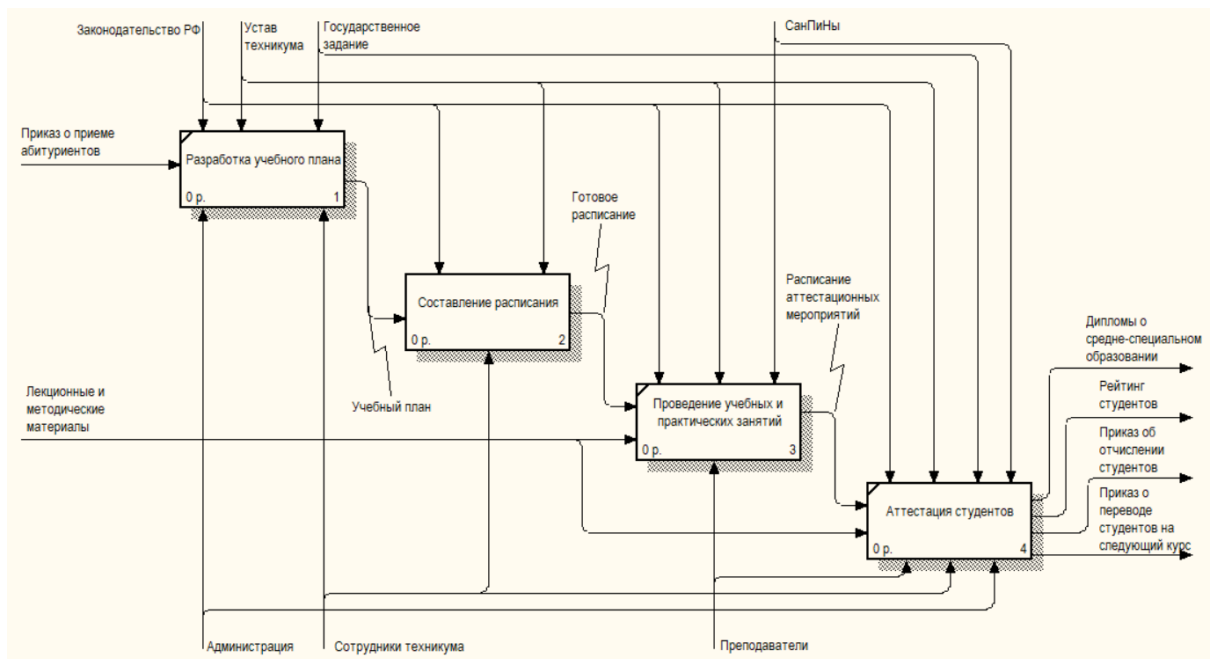 Законодательство РФ
Устав
техникума
Государственное
задание
СанПиНы
Приказ о приеме
абитуриентов
Разработка учебного плана
0 р.
1
Готовое
расписание
Составление расписания
0 р.
2
Расписание
аттестационных
мероприятий
Учебный план
Лекционные и
методические
материалы
Проведение учебных и
практических занятий
0 р.
3
Дипломы о
средне-специальном
образовании
Рейтинг
студентов
Приказ об
отчислении
студентов
Приказ о
переводе
студентов на
следующий курс
Аттестация студентов
0 р.
4
Администрация
Сотрудники техникума
Преподаватели